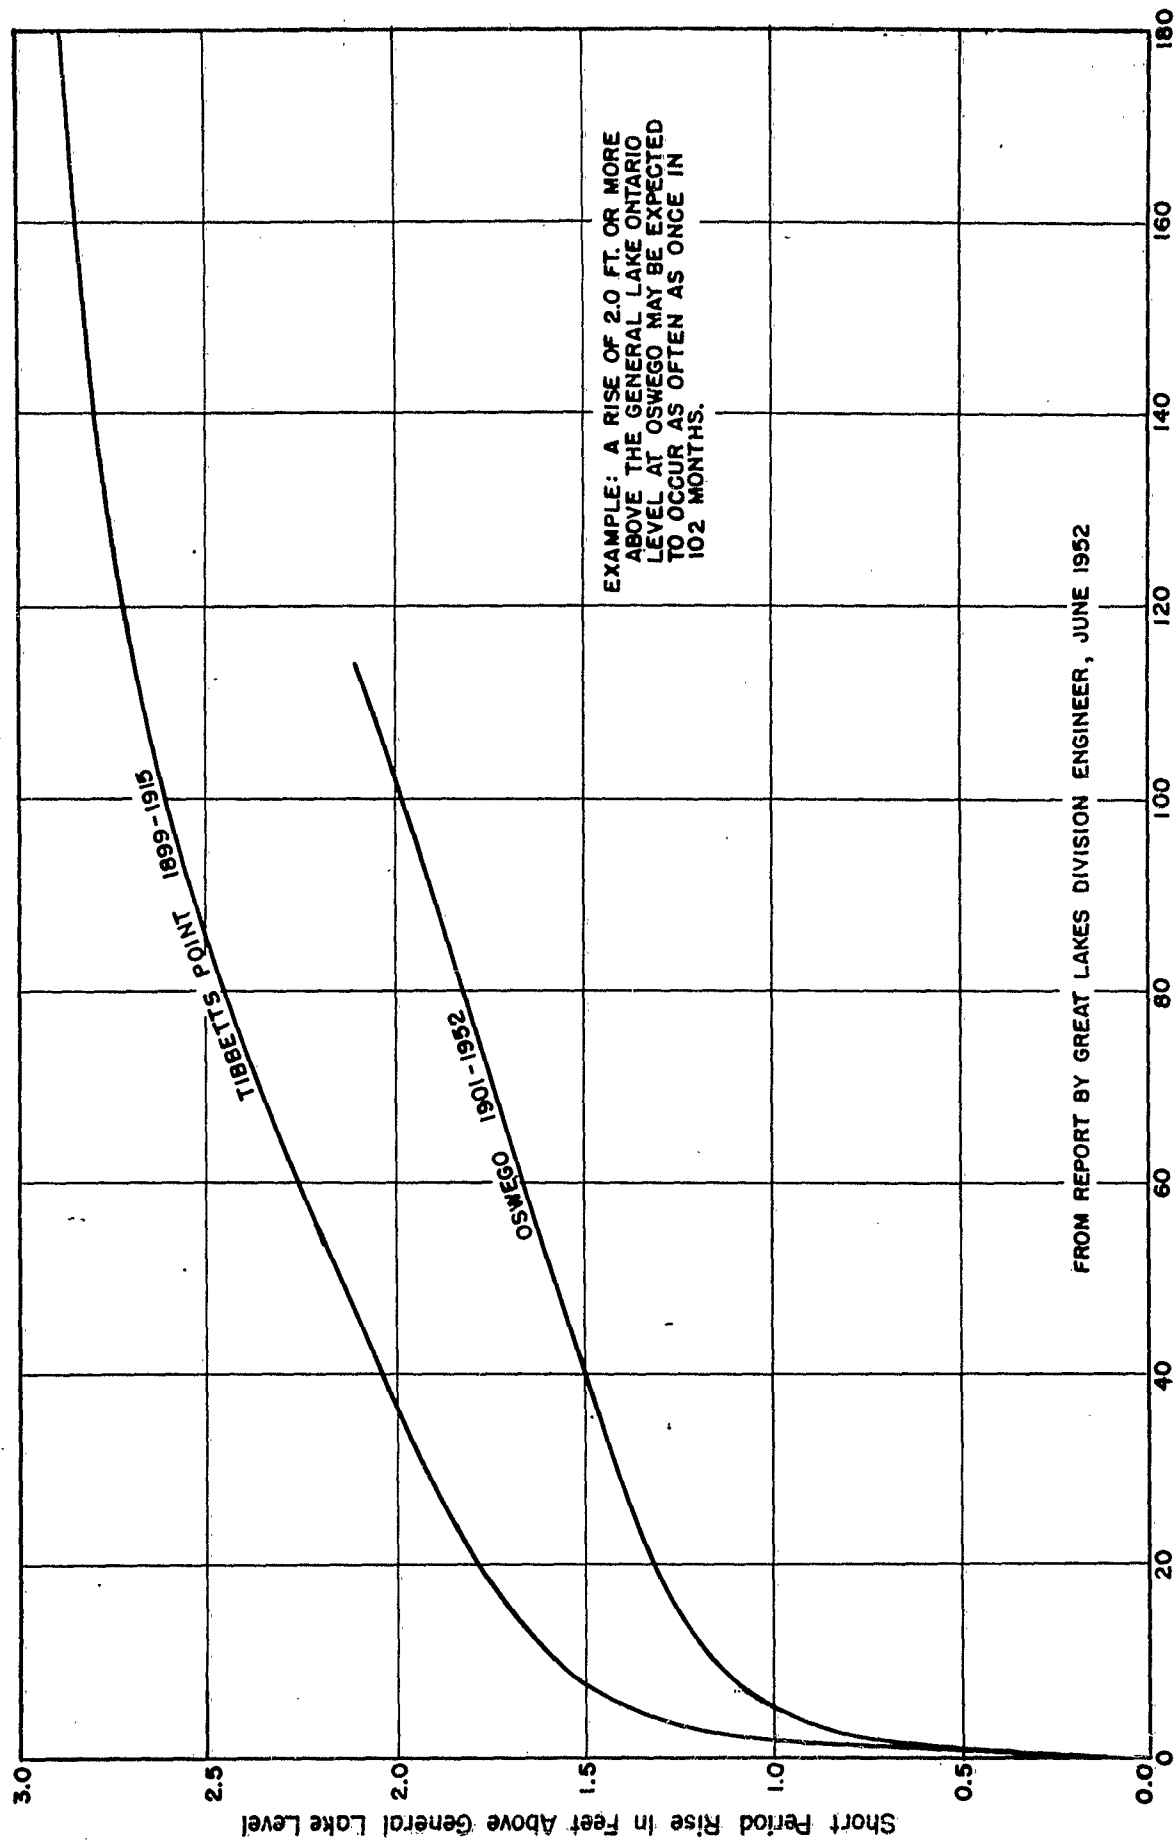 Short Period Rise In Feet Above General Lake Level
3.0
2.5
2.0
1.5
1.0
0.5
0.0
TIBBETTS POINT 1899-1915
OSWEGO 1901-1952
EXAMPLE: A RISE OF 2.0 FT. OR MORE
ABOVE THE GENERAL LAKE ONTARIO
LEVEL AT OSWEGO MAY BE EXPECTED
TO OCCUR AS OFTEN AS ONCE IN
102 MONTHS.
FROM REPORT BY GREAT LAKES DIVISION ENGINEER, JUNE 1952
0 20 40 60 80 100 120 140 160 180